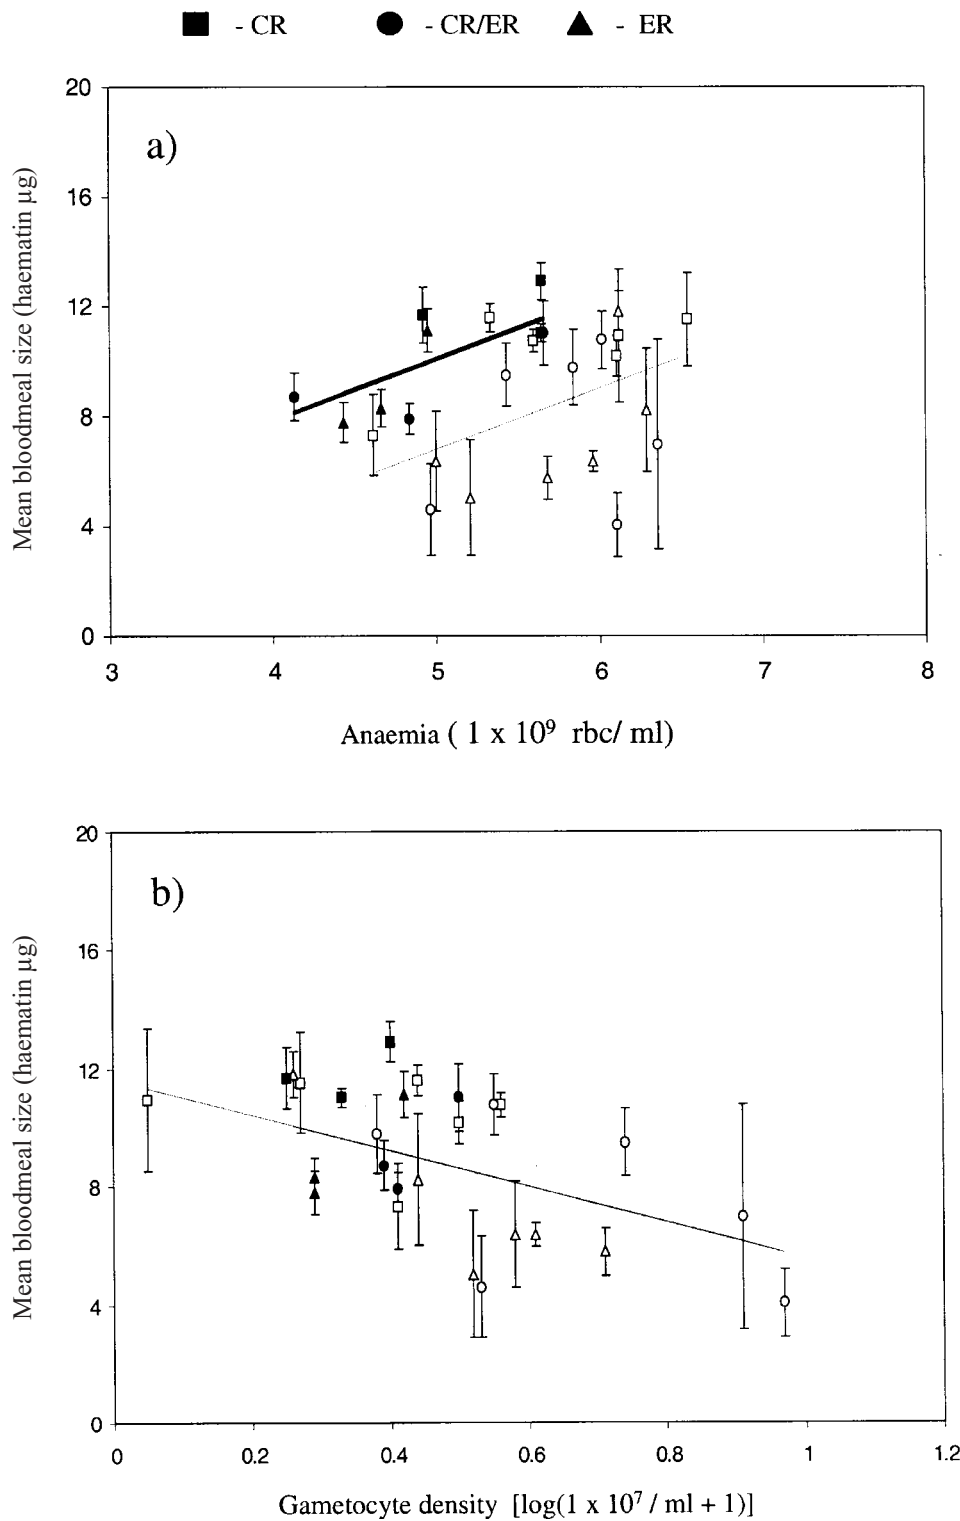 - CR - CR/ER - ER
20
a)
16
12
8
4
0
3 4 5 6 7 8
Mean bloodmeal size (haematin µg)
Anaemia ( 1 x 10⁹ rbc/ ml)
20
b)
16
12
8
4
0
0 0.2 0.4 0.6 0.8 1 1.2
Mean bloodmeal size (haematin µg)
Gametocyte density [log(1 x 10⁷ / ml + 1)]